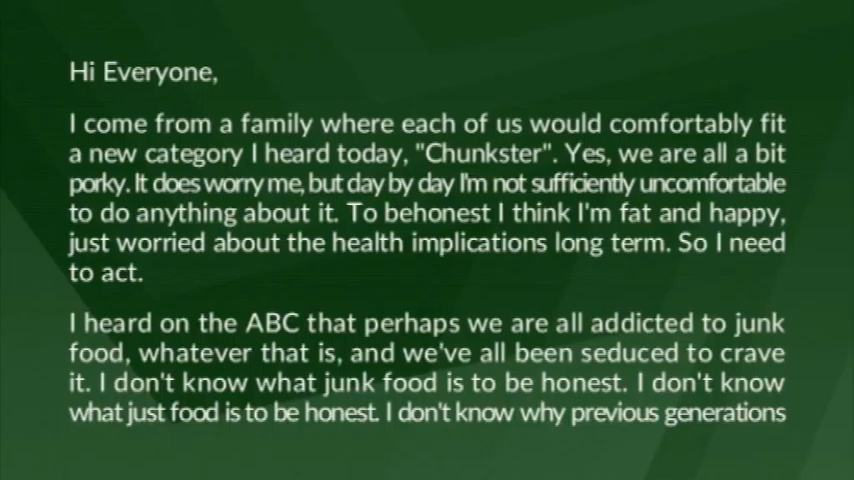 Hi Everyone,
I come from a family where each of us would comfortably fit
a new category I heard today, "Chunkster". Yes, we are all a bit
porky. It does worry me, but day by day I'm not sufficiently uncomfortable
to do anything about it. To behonest I think I'm fat and happy,
just worried about the health implications long term. So I need
to act.
I heard on the ABC that perhaps we are all addicted to junk
food, whatever that is, and we've all been seduced to crave
it. I don't know what junk food is to be honest. I don't know
what just food is to be honest. I don't know why previous generations